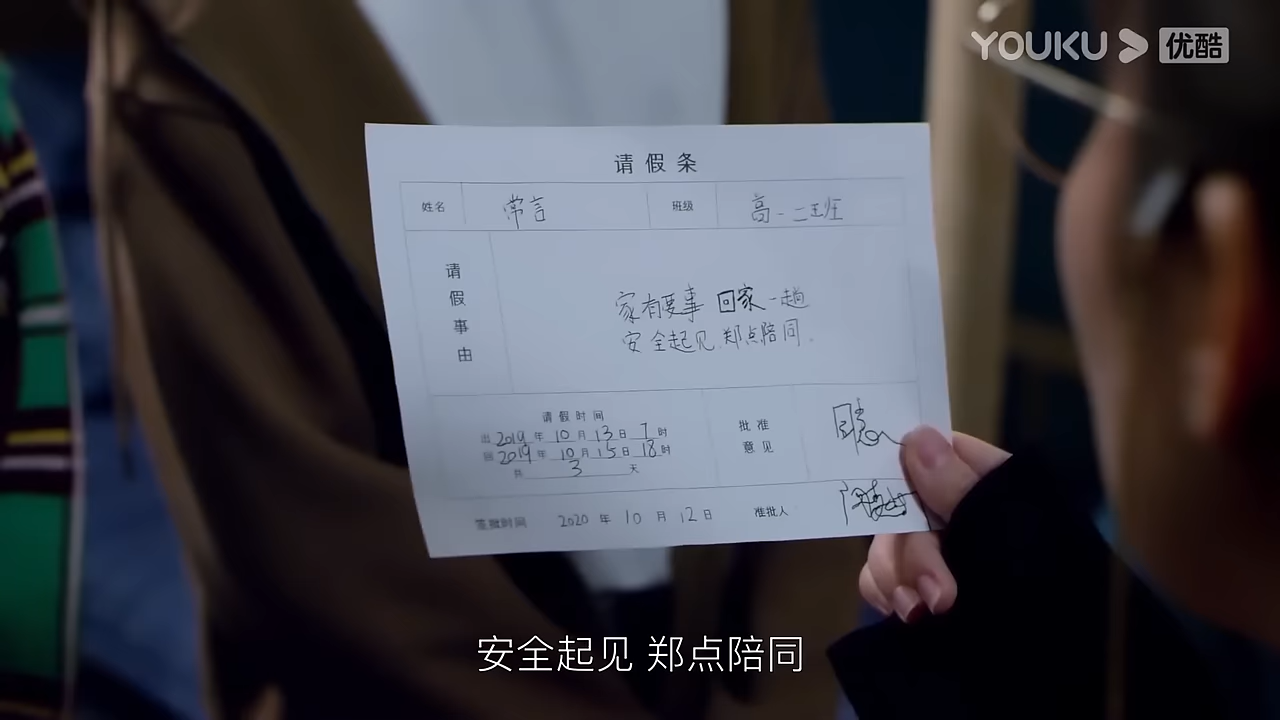 YOUKU 优酷
请假条
姓名 常言 班级 高一二班
请假事由
家有要事 回家一趟
安全起见 郑点陪同.
请假时间
出 2019 年 10 月 13 日 7 时
回 2019 年 10 月 15 日 18 时
共 3 天
批准意见
签批时间 2020 年 10 月 12 日 准批人
安全起见 郑点陪同